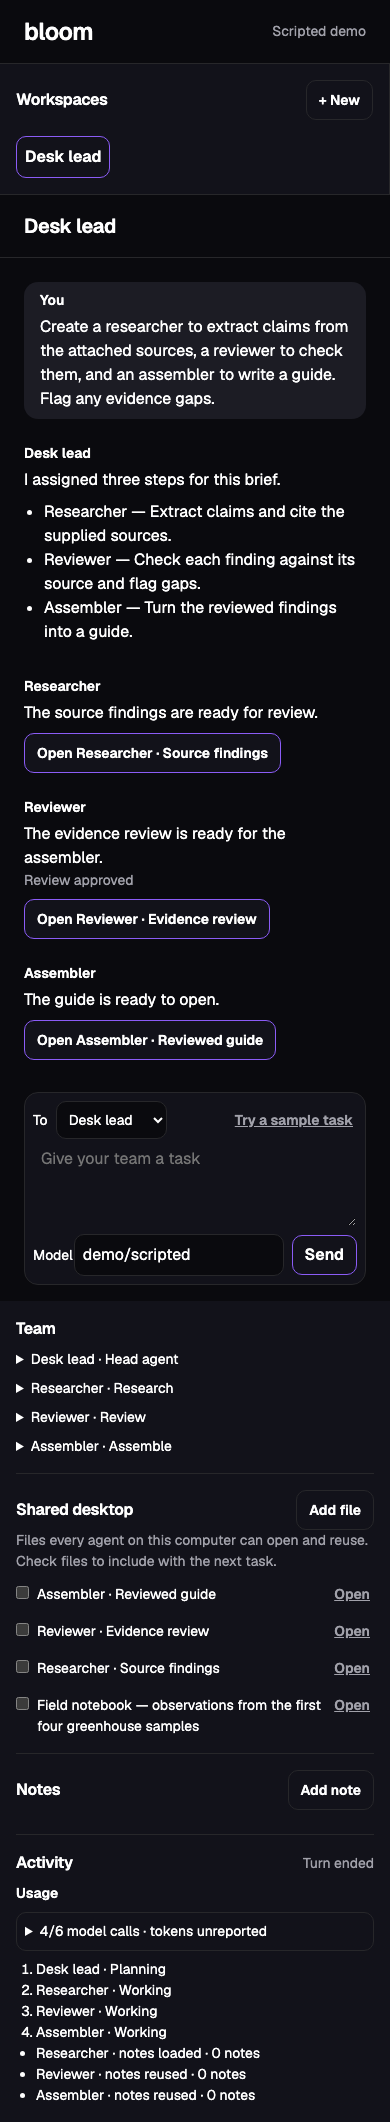 bloom
Scripted demo
Workspaces
+ New
Desk lead
Desk lead
You
Create a researcher to extract claims from
the attached sources, a reviewer to check
them, and an assembler to write a guide.
Flag any evidence gaps.
Desk lead
I assigned three steps for this brief.
• Researcher — Extract claims and cite the
supplied sources.
• Reviewer — Check each finding against its
source and flag gaps.
• Assembler — Turn the reviewed findings
into a guide.
Researcher
The source findings are ready for review.
Open Researcher · Source findings
Reviewer
The evidence review is ready for the
assembler.
Review approved
Open Reviewer · Evidence review
Assembler
The guide is ready to open.
Open Assembler · Reviewed guide
To
Desk lead
Try a sample task
Give your team a task
Model
demo/scripted
Send
Team
Desk lead · Head agent
Researcher · Research
Reviewer · Review
Assembler · Assemble
Shared desktop
Add file
Files every agent on this computer can open and reuse.
Check files to include with the next task.
Assembler · Reviewed guide
Open
Reviewer · Evidence review
Open
Researcher · Source findings
Open
Field notebook — observations from the first
Open
four greenhouse samples
Notes
Add note
Activity
Turn ended
Usage
4/6 model calls · tokens unreported
1. Desk lead · Planning
2. Researcher · Working
3. Reviewer · Working
4. Assembler · Working
• Researcher · notes loaded · 0 notes
• Reviewer · notes reused · 0 notes
• Assembler · notes reused · 0 notes